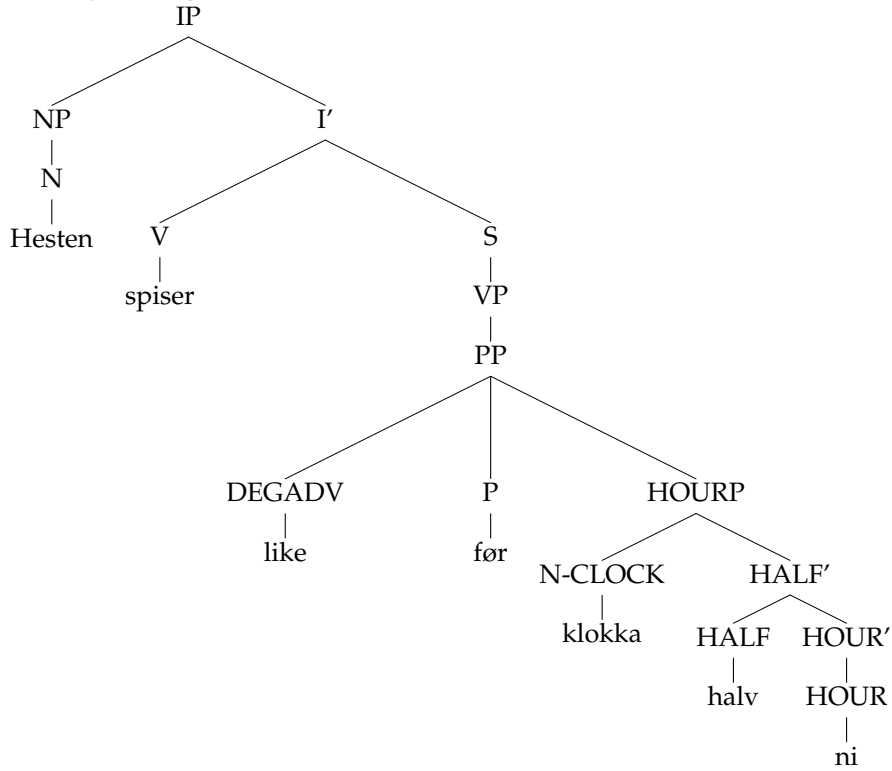 IP
NP I’
N
Hesten V S
spiser VP
PP
DEGADV P HOURP
like før N-CLOCK HALF’
klokka HALF HOUR’
halv HOUR
ni